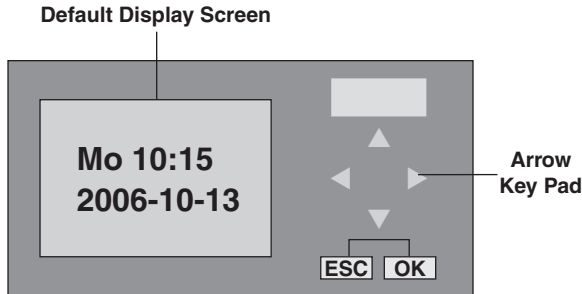 Default Display Screen
Mo 10:15
2006-10-13
Arrow
Key Pad
ESC OK